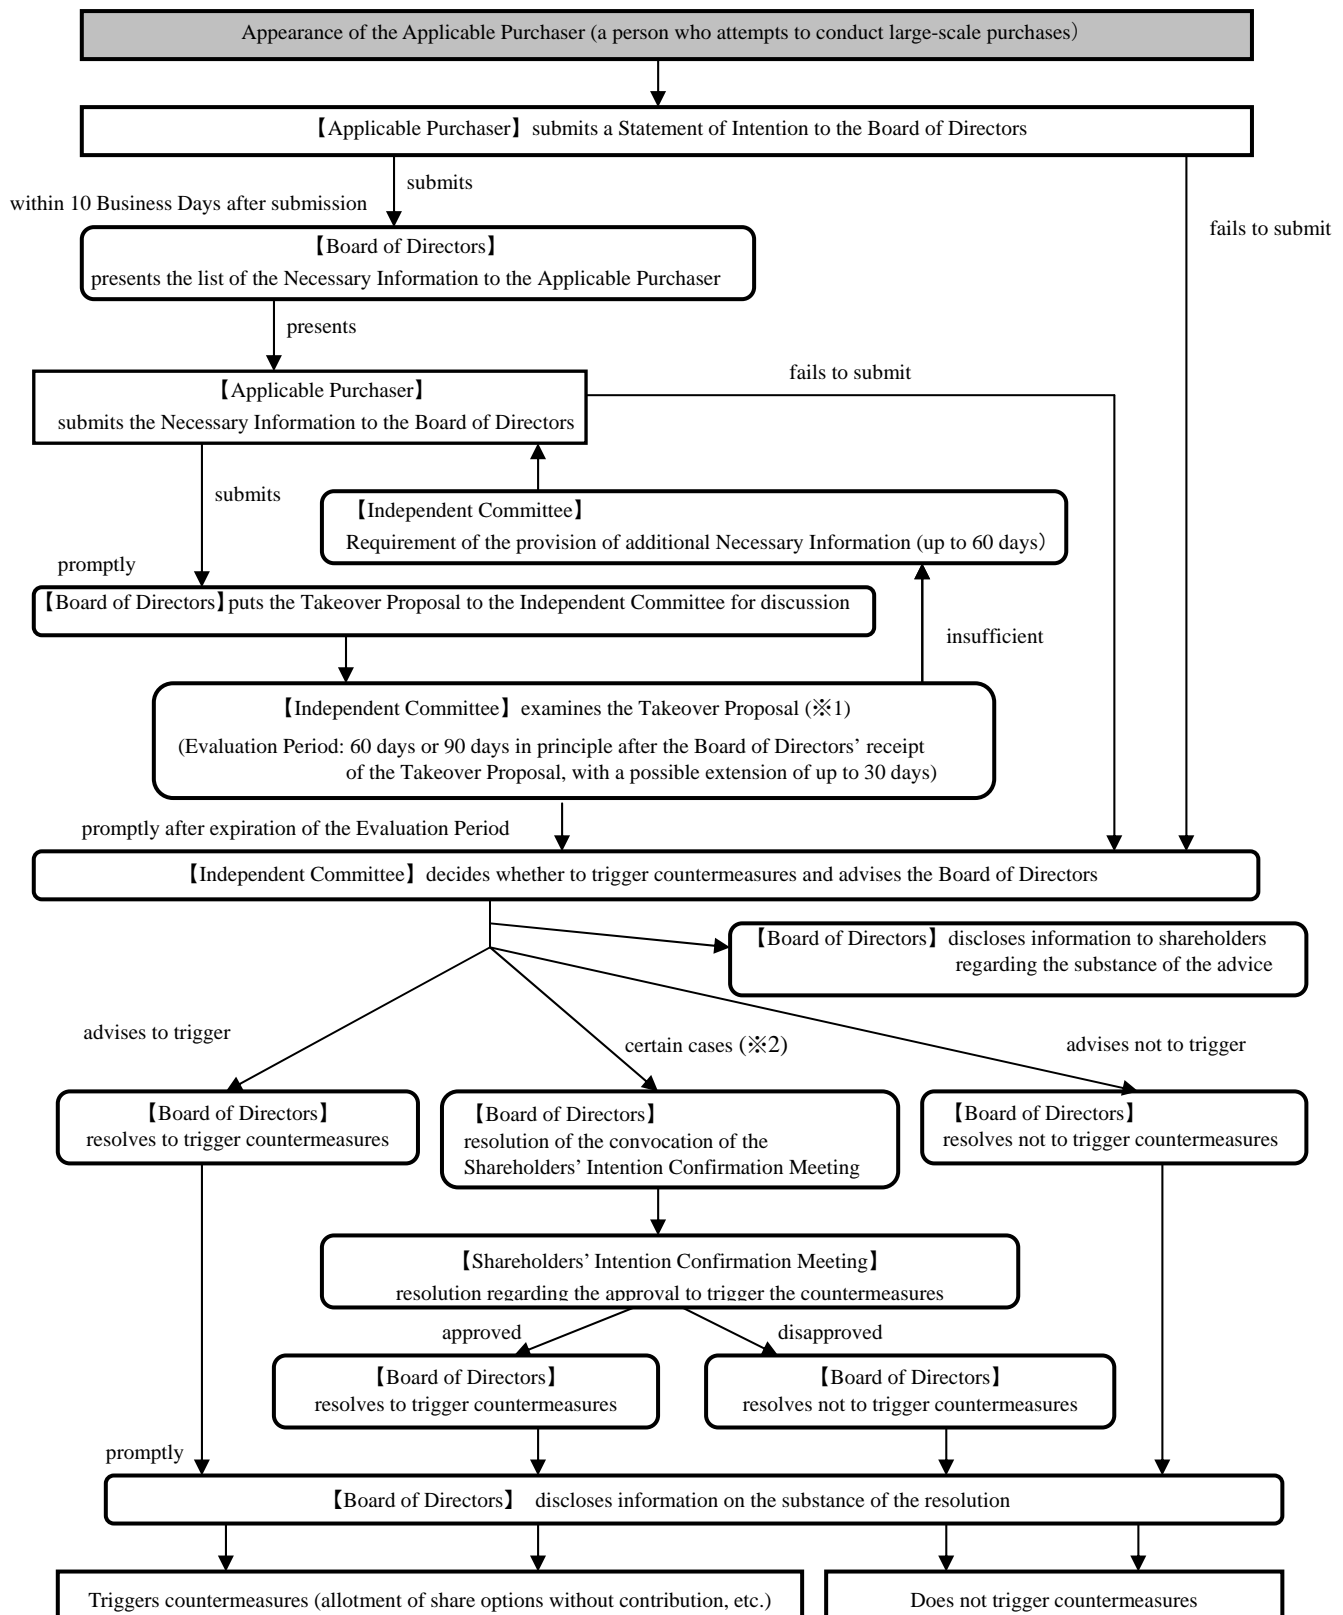 Appearance of the Applicable Purchaser (a person who attempts to conduct large-scale purchases）
【Applicable Purchaser】submits a Statement of Intention to the Board of Directors
submits
within 10 Business Days after submission
fails to submit
【Board of Directors】
presents the list of the Necessary Information to the Applicable Purchaser
presents
fails to submit
【Applicable Purchaser】
submits the Necessary Information to the Board of Directors
submits
【Independent Committee】
Requirement of the provision of additional Necessary Information (up to 60 days）
promptly
【Board of Directors】puts the Takeover Proposal to the Independent Committee for discussion
insufficient
【Independent Committee】examines the Takeover Proposal (※1)
(Evaluation Period: 60 days or 90 days in principle after the Board of Directors’ receipt
of the Takeover Proposal, with a possible extension of up to 30 days)
promptly after expiration of the Evaluation Period
【Independent Committee】decides whether to trigger countermeasures and advises the Board of Directors
【Board of Directors】discloses information to shareholders
regarding the substance of the advice
advises to trigger
certain cases (※2)
advises not to trigger
【Board of Directors】
resolves to trigger countermeasures
【Board of Directors】
resolution of the convocation of the
Shareholders’ Intention Confirmation Meeting
【Board of Directors】
resolves not to trigger countermeasures
【Shareholders’ Intention Confirmation Meeting】
resolution regarding the approval to trigger the countermeasures
approved
disapproved
【Board of Directors】
resolves to trigger countermeasures
【Board of Directors】
resolves not to trigger countermeasures
promptly
【Board of Directors】 discloses information on the substance of the resolution
Triggers countermeasures (allotment of share options without contribution, etc.)
Does not trigger countermeasures